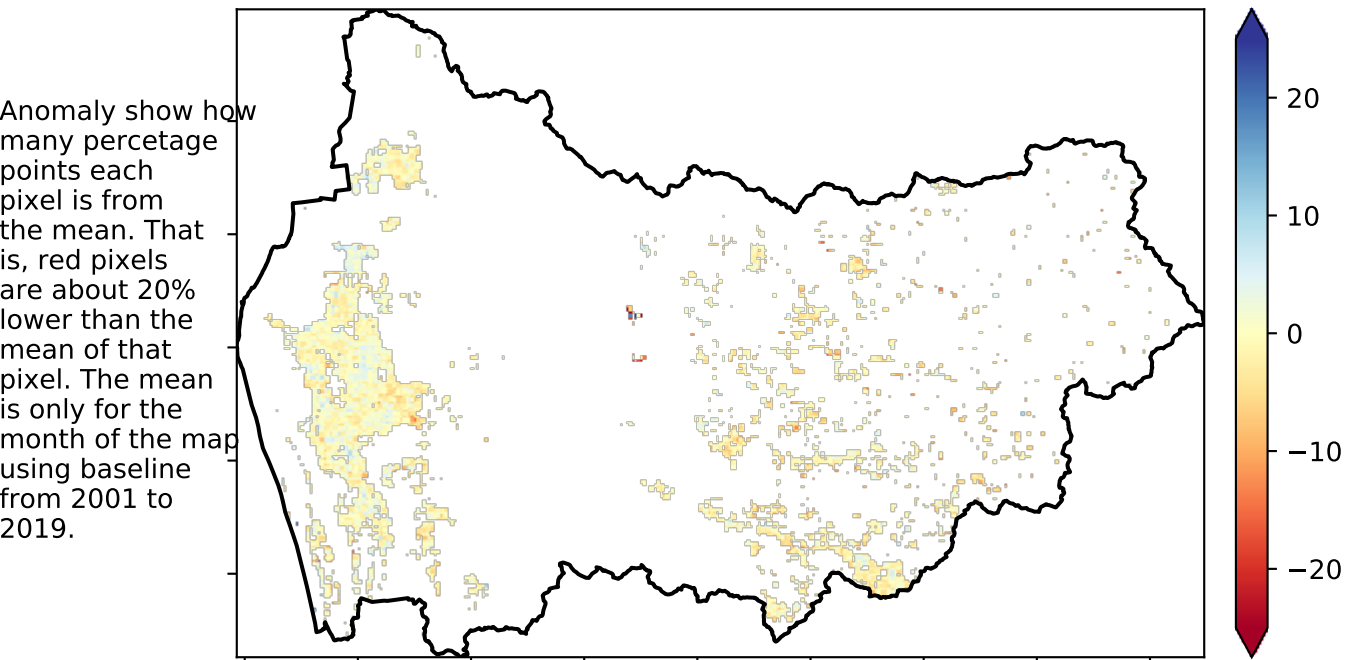 Anomaly show how
many percetage
points each
pixel is from
the mean. That
is, red pixels
are about 20%
lower than the
mean of that
pixel. The mean
is only for the
month of the map
using baseline
from 2001 to
2019.
20
10
0
−10
−20